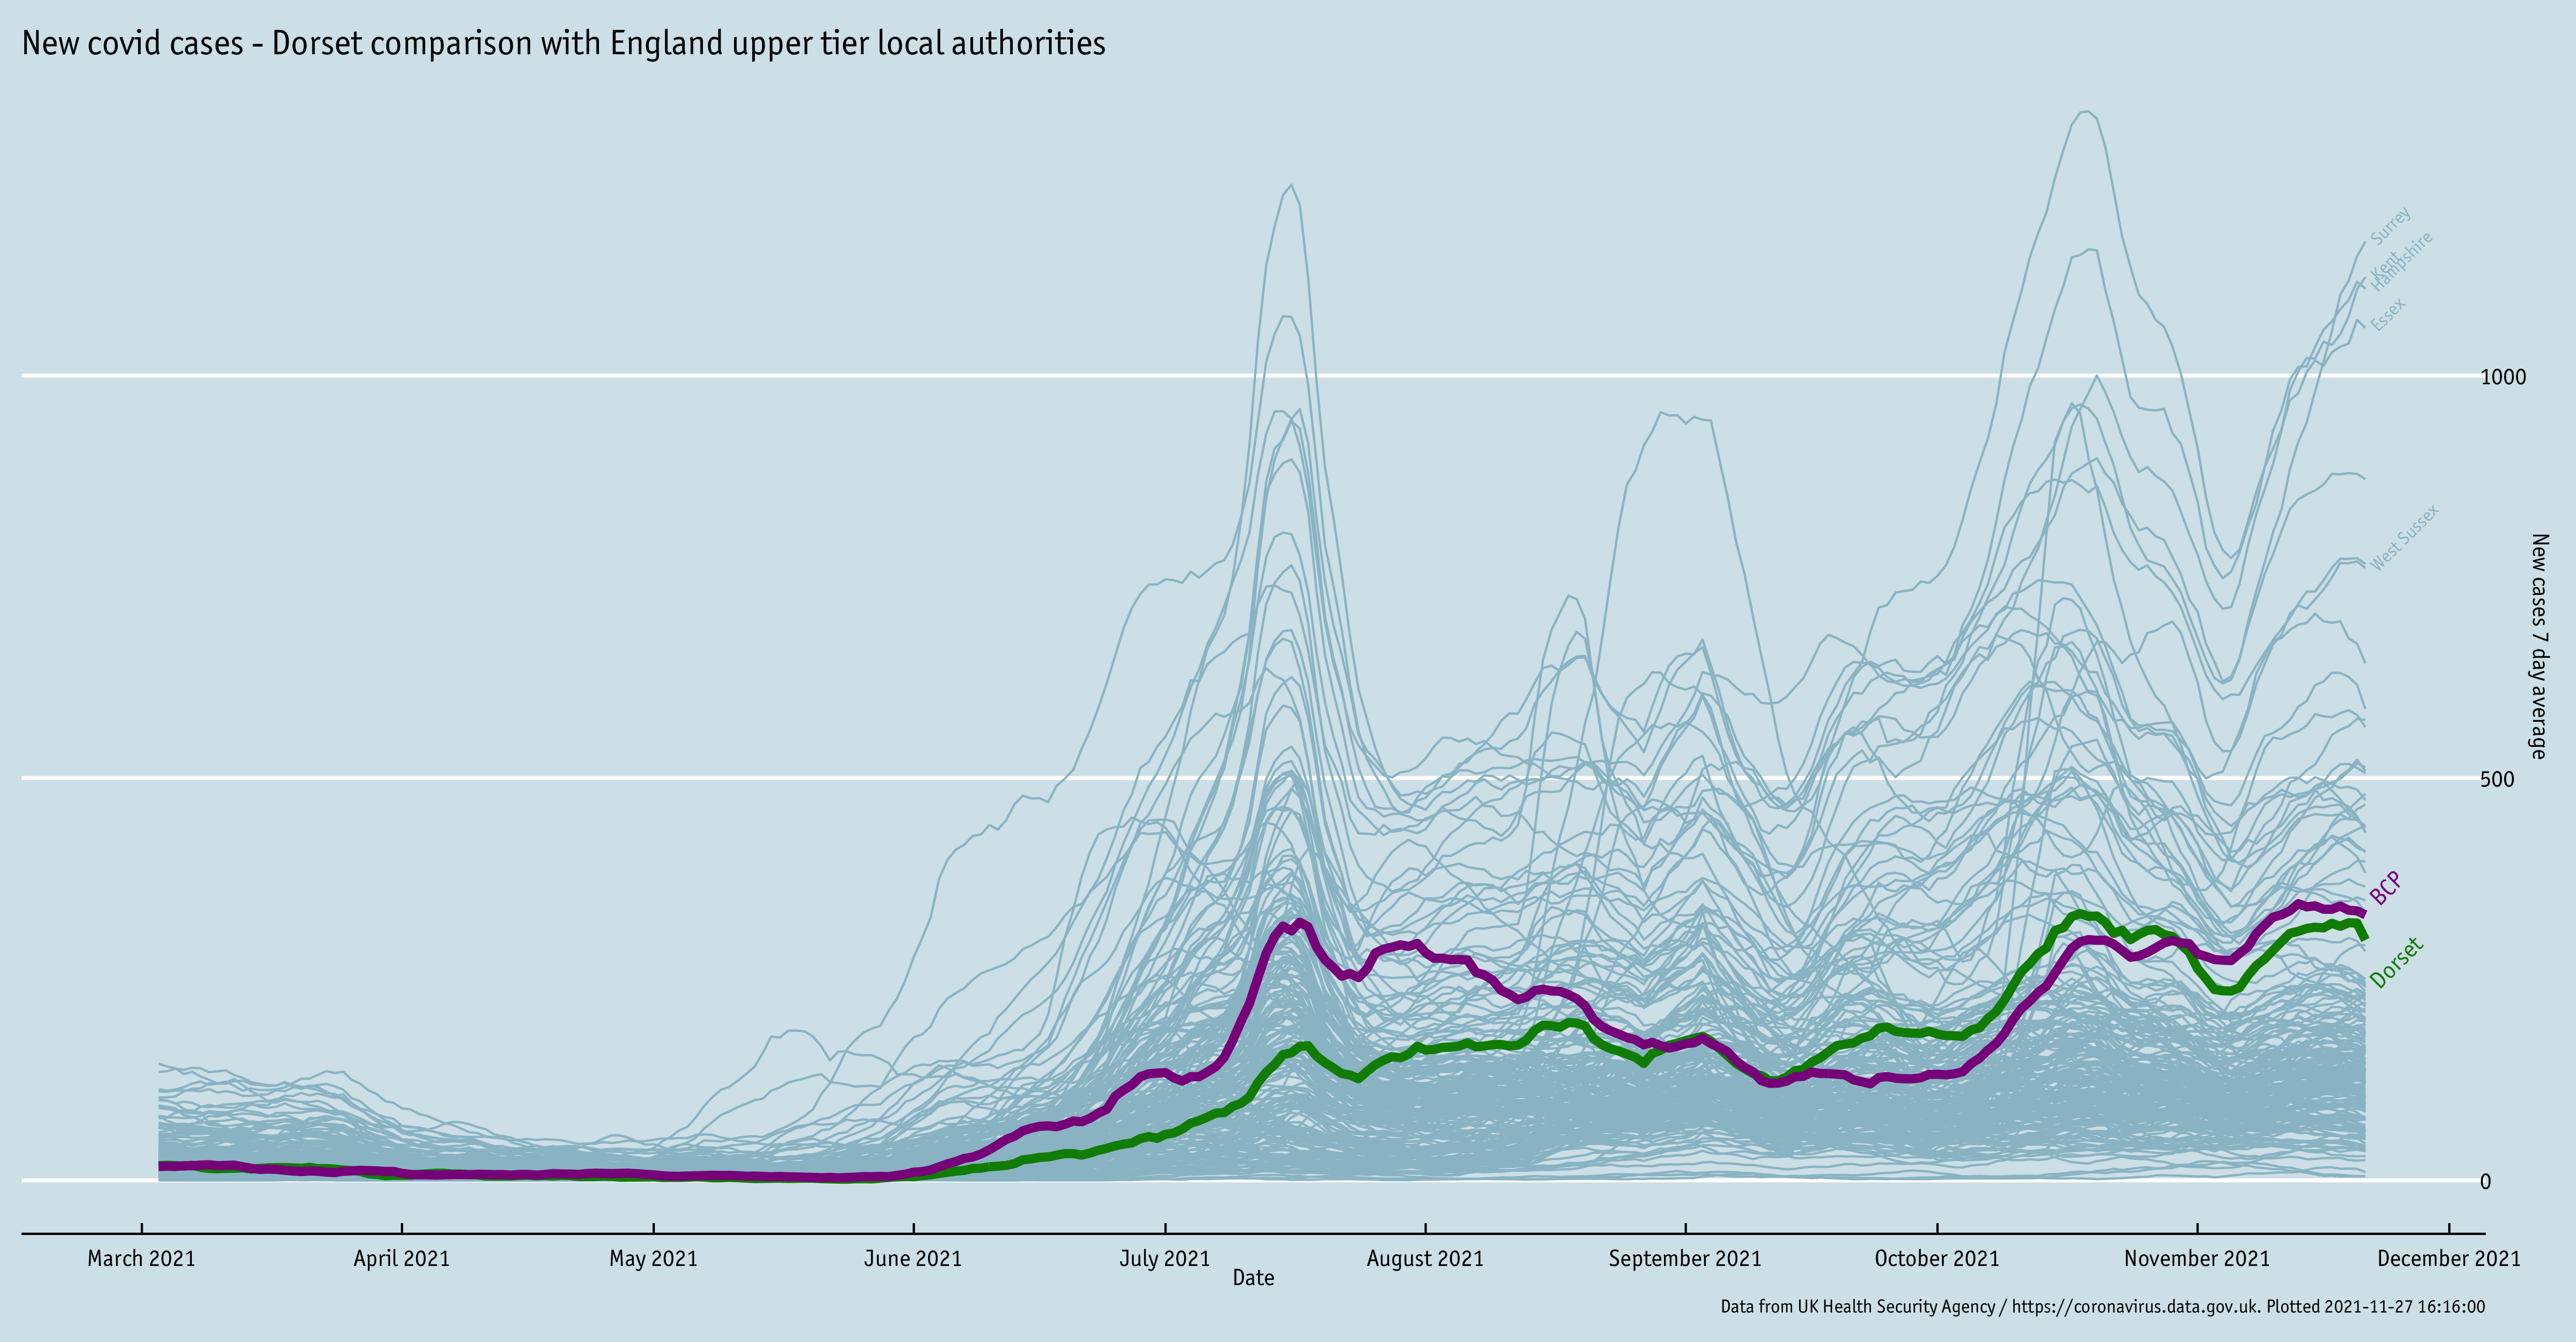 New covid cases - Dorset comparison with England upper tier local authorities
Surrey
Kent
Hampshire
Essex
1000
West Sussex
New cases 7 day average
500
BCP
Dorset
0
March 2021
April 2021
May 2021
June 2021
July 2021
August 2021
September 2021
October 2021
November 2021
December 2021
Date
Data from UK Health Security Agency / https://coronavirus.data.gov.uk. Plotted 2021-11-27 16:16:00